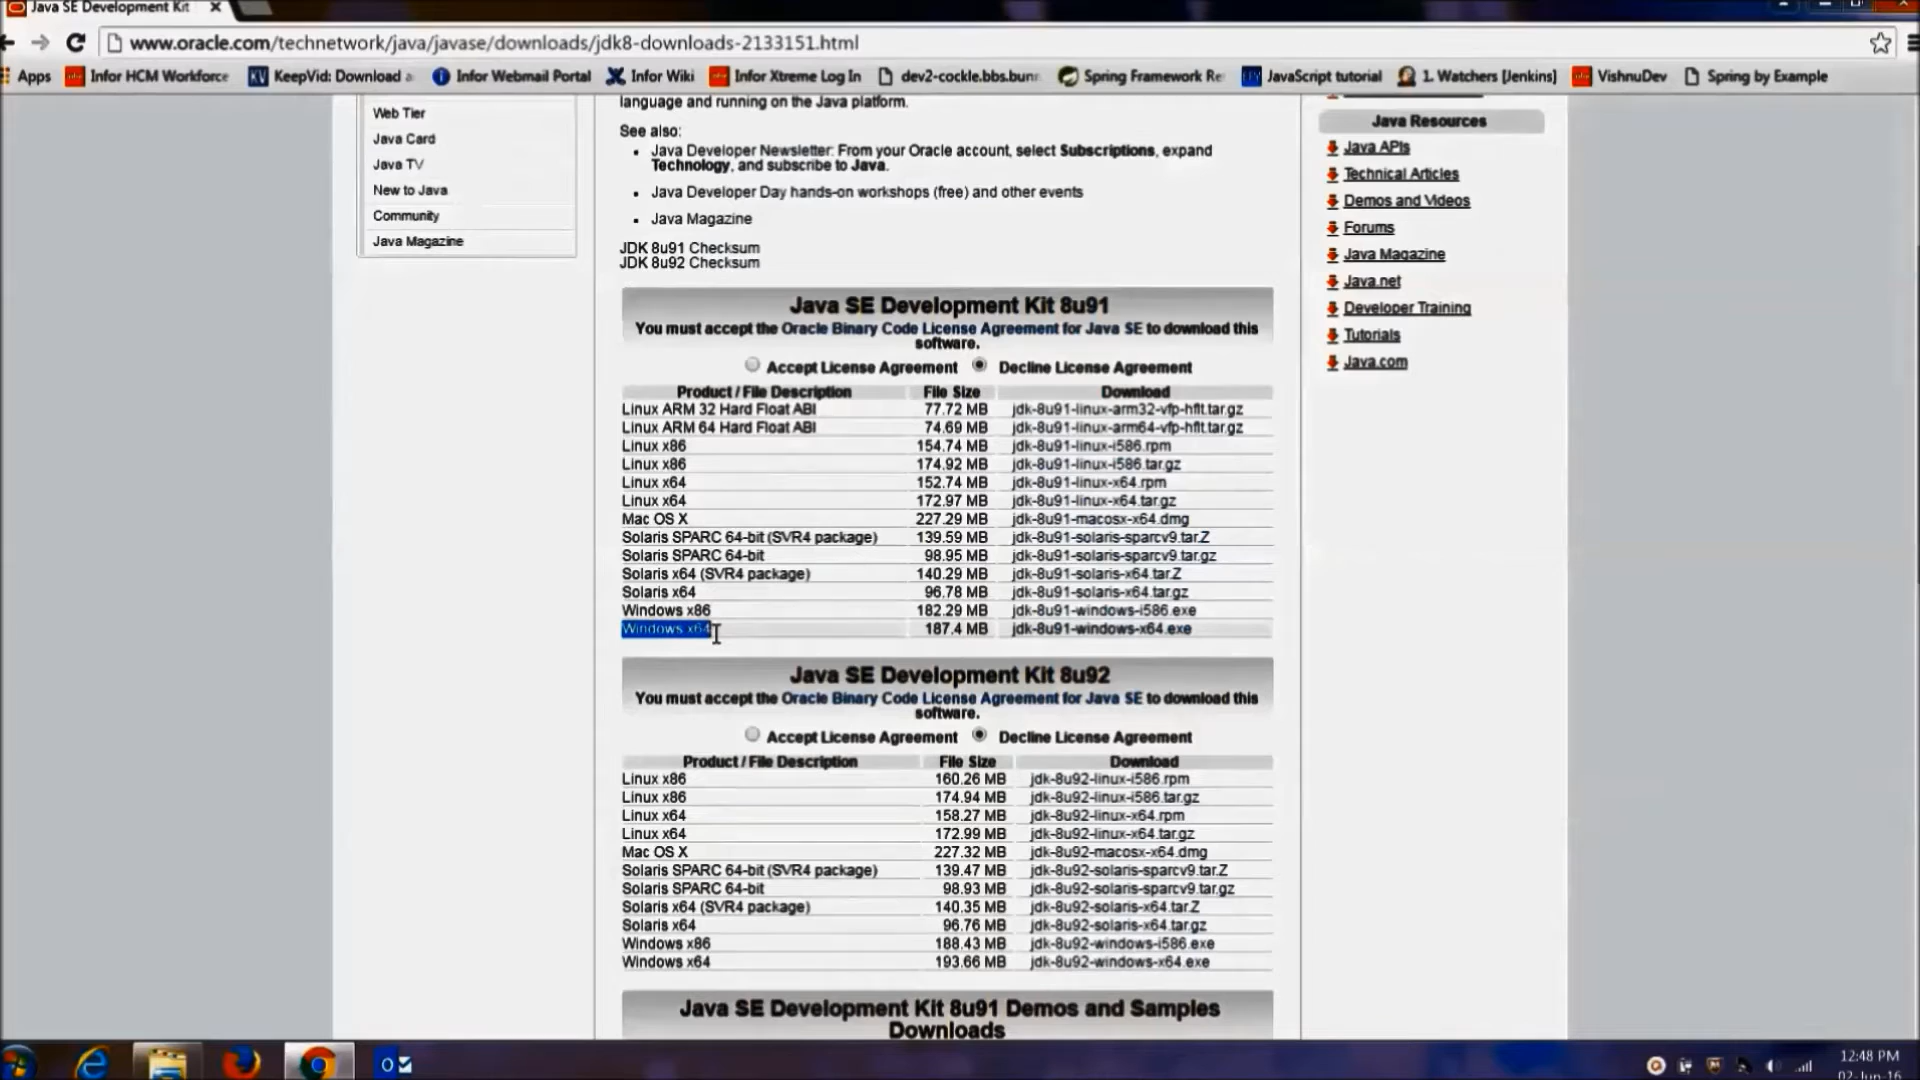 Java SE Development Kit
www.oracle.com/technetwork/java/javase/downloads/jdk8-downloads-2133151.html
Apps Infor HCM Workforce KeepVid: Download Infor Webmail Portal Infor Wiki Infor Xtreme Log In dev2-cockle.bbs.bunn Spring Framework Re JavaScript tutorial 1. Watchers [Jenkins] VishnuDev Spring by Example
Web Tier
Java Card
Java TV
New to Java
Community
Java Magazine
language and running on the Java platform.
See also:
Java Developer Newsletter: From your Oracle account, select Subscriptions, expand
Technology, and subscribe to Java.
Java Developer Day hands-on workshops (free) and other events
Java Magazine
JDK 8u91 Checksum
JDK 8u92 Checksum
Java SE Development Kit 8u91
You must accept the Oracle Binary Code License Agreement for Java SE to download this
software.
Accept License Agreement Decline License Agreement
Product / File Description File Size Download
Linux ARM 32 Hard Float ABI 77.72 MB jdk-8u91-linux-arm32-vfp-hflt.tar.gz
Linux ARM 64 Hard Float ABI 74.69 MB jdk-8u91-linux-arm64-vfp-hflt.tar.gz
Linux x86 154.74 MB jdk-8u91-linux-i586.rpm
Linux x86 174.92 MB jdk-8u91-linux-i586.tar.gz
Linux x64 152.74 MB jdk-8u91-linux-x64.rpm
Linux x64 172.97 MB jdk-8u91-linux-x64.tar.gz
Mac OS X 227.29 MB jdk-8u91-macosx-x64.dmg
Solaris SPARC 64-bit (SVR4 package) 139.59 MB jdk-8u91-solaris-sparcv9.tar.Z
Solaris SPARC 64-bit 98.95 MB jdk-8u91-solaris-sparcv9.tar.gz
Solaris x64 (SVR4 package) 140.29 MB jdk-8u91-solaris-x64.tar.Z
Solaris x64 96.78 MB jdk-8u91-solaris-x64.tar.gz
Windows x86 182.29 MB jdk-8u91-windows-i586.exe
Windows x64 187.4 MB jdk-8u91-windows-x64.exe
Java SE Development Kit 8u92
You must accept the Oracle Binary Code License Agreement for Java SE to download this
software.
Accept License Agreement Decline License Agreement
Product / File Description File Size Download
Linux x86 160.26 MB jdk-8u92-linux-i586.rpm
Linux x86 174.94 MB jdk-8u92-linux-i586.tar.gz
Linux x64 158.27 MB jdk-8u92-linux-x64.rpm
Linux x64 172.99 MB jdk-8u92-linux-x64.tar.gz
Mac OS X 227.32 MB jdk-8u92-macosx-x64.dmg
Solaris SPARC 64-bit (SVR4 package) 139.47 MB jdk-8u92-solaris-sparcv9.tar.Z
Solaris SPARC 64-bit 98.93 MB jdk-8u92-solaris-sparcv9.tar.gz
Solaris x64 (SVR4 package) 140.35 MB jdk-8u92-solaris-x64.tar.Z
Solaris x64 96.76 MB jdk-8u92-solaris-x64.tar.gz
Windows x86 188.43 MB jdk-8u92-windows-i586.exe
Windows x64 193.66 MB jdk-8u92-windows-x64.exe
Java SE Development Kit 8u91 Demos and Samples
Downloads
Java Resources
Java APIs
Technical Articles
Demos and Videos
Forums
Java Magazine
Java.net
Developer Training
Tutorials
Java.com
12:48 PM
02-Jun-16